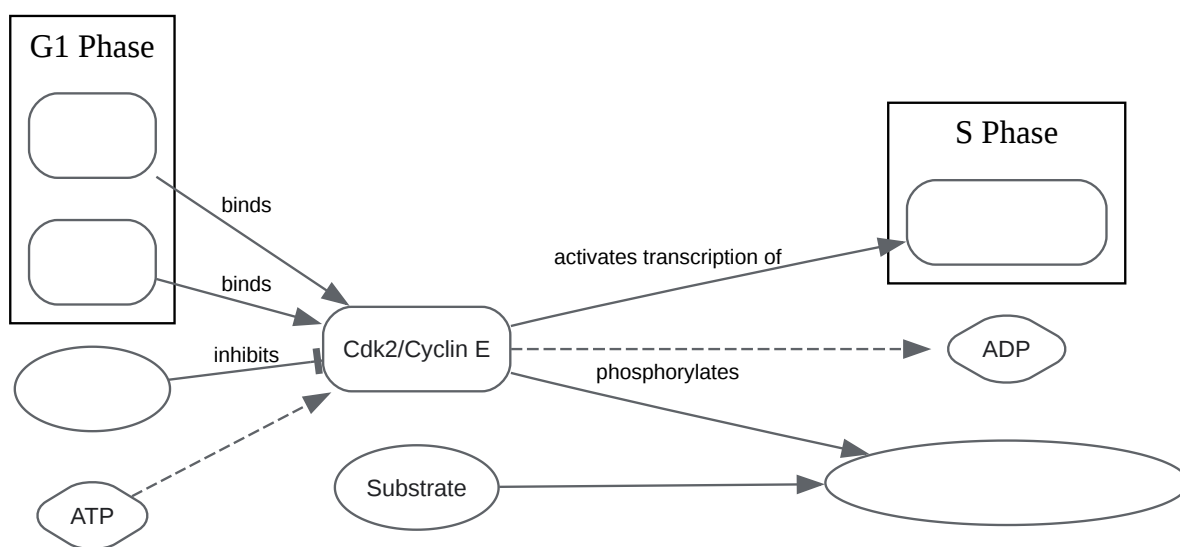 G1 Phase
S Phase
binds
activates transcription of
binds
inhibits
Cdk2/Cyclin E
ADP
phosphorylates
Substrate
ATP